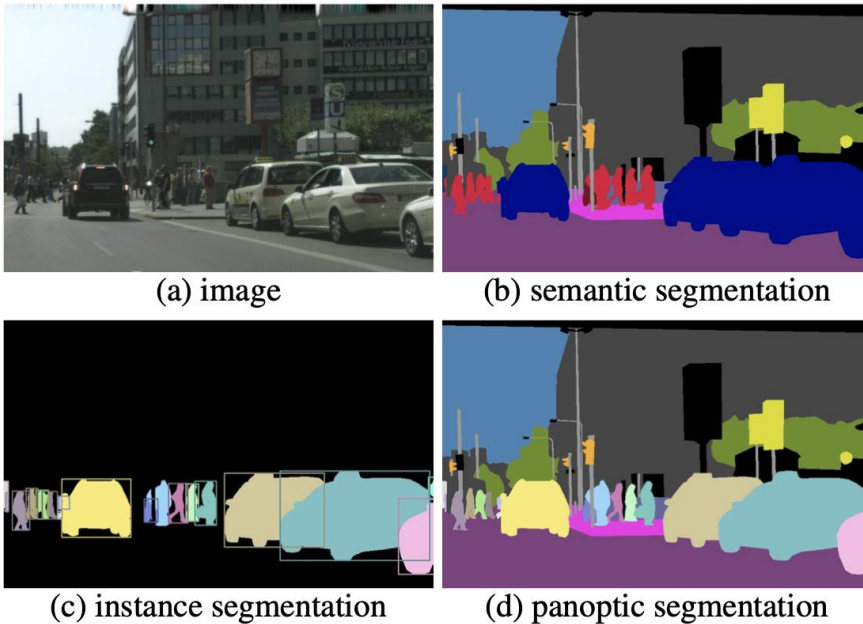 S
U
(a) image
(b) semantic segmentation
(c) instance segmentation
(d) panoptic segmentation